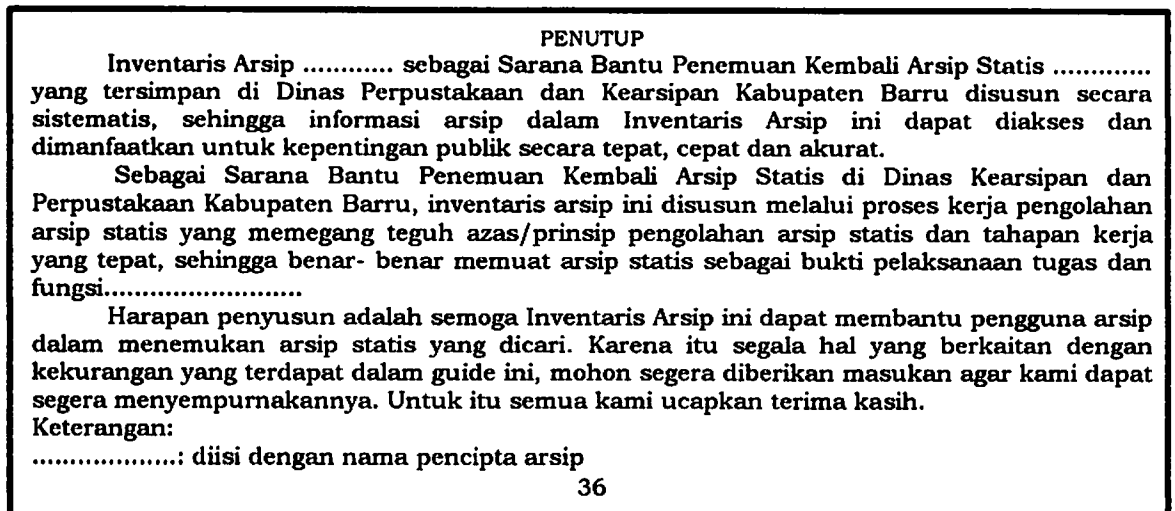 PENUTUP
Inventaris Arsip ............ sebagai Sarana Bantu Penemuan Kembali Arsip Statis .............
yang tersimpan di Dinas Perpustakaan dan Kearsipan Kabupaten Barru disusun secara
sistematis, sehingga informasi arsip dalam Inventaris Arsip ini dapat diakses dan
dimanfaatkan untuk kepentingan publik secara tepat, cepat dan akurat.
Sebagai Sarana Bantu Penemuan Kembali Arsip Statis di Dinas Kearsipan dan
Perpustakaan Kabupaten Barru, inventaris arsip ini disusun melalui proses kerja pengolahan
arsip statis yang memegang teguh azas/prinsip pengolahan arsip statis dan tahapan kerja
yang tepat, sehingga benar- benar memuat arsip statis sebagai bukti pelaksanaan tugas dan
fungsi..........................
Harapan penyusun adalah semoga Inventaris Arsip ini dapat membantu pengguna arsip
dalam menemukan arsip statis yang dicari. Karena itu segala hal yang berkaitan dengan
kekurangan yang terdapat dalam guide ini, mohon segera diberikan masukan agar kami dapat
segera menyempurnakannya. Untuk itu semua kami ucapkan terima kasih.
Keterangan:
...................: diisi dengan nama pencipta arsip
36